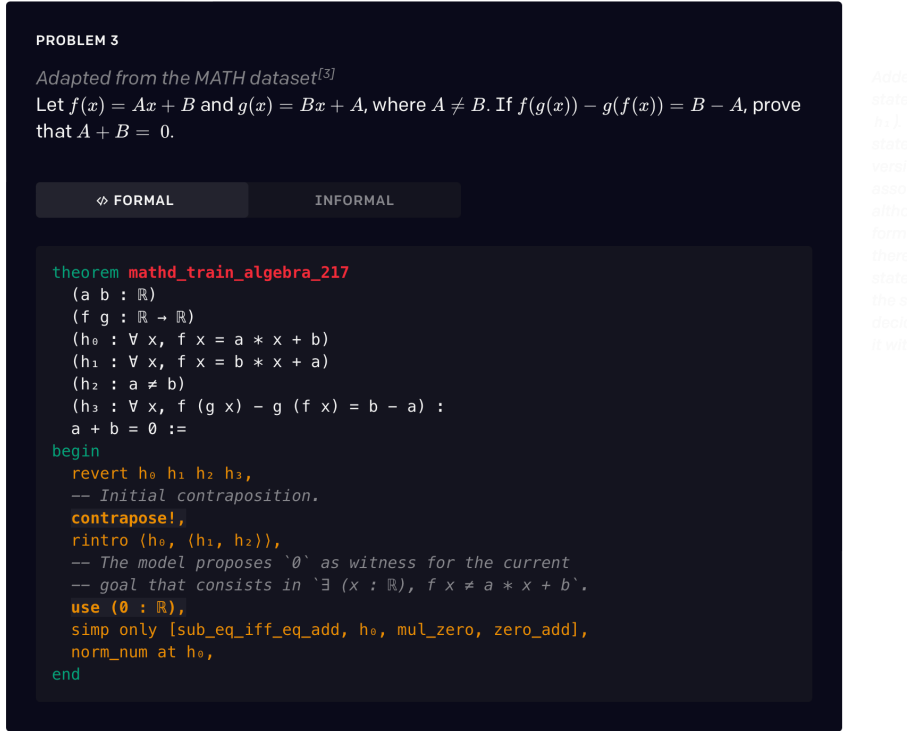 PROBLEM 3
Adapted from the MATH dataset[3]
Let f(x) = Ax + B and g(x) = Bx + A, where A ≠ B. If f(g(x)) − g(f(x)) = B − A, prove
that A + B = 0.
FORMAL
INFORMAL
theorem mathd_train_algebra_217
(a b : ℝ)
(f g : ℝ → ℝ)
(h₀ : ∀ x, f x = a * x + b)
(h₁ : ∀ x, f x = b * x + a)
(h₂ : a ≠ b)
(h₃ : ∀ x, f (g x) - g (f x) = b - a) :
a + b = 0 :=
begin
revert h₀ h₁ h₂ h₃,
-- Initial contraposition.
contrapose!,
rintro ⟨h₀, ⟨h₁, h₂⟩⟩,
-- The model proposes `0` as witness for the current
-- goal that consists in `∃ (x : ℝ), f x ≠ a * x + b`.
use (0 : ℝ),
simp only [sub_eq_iff_eq_add, h₀, mul_zero, zero_add],
norm_num at h₀,
end